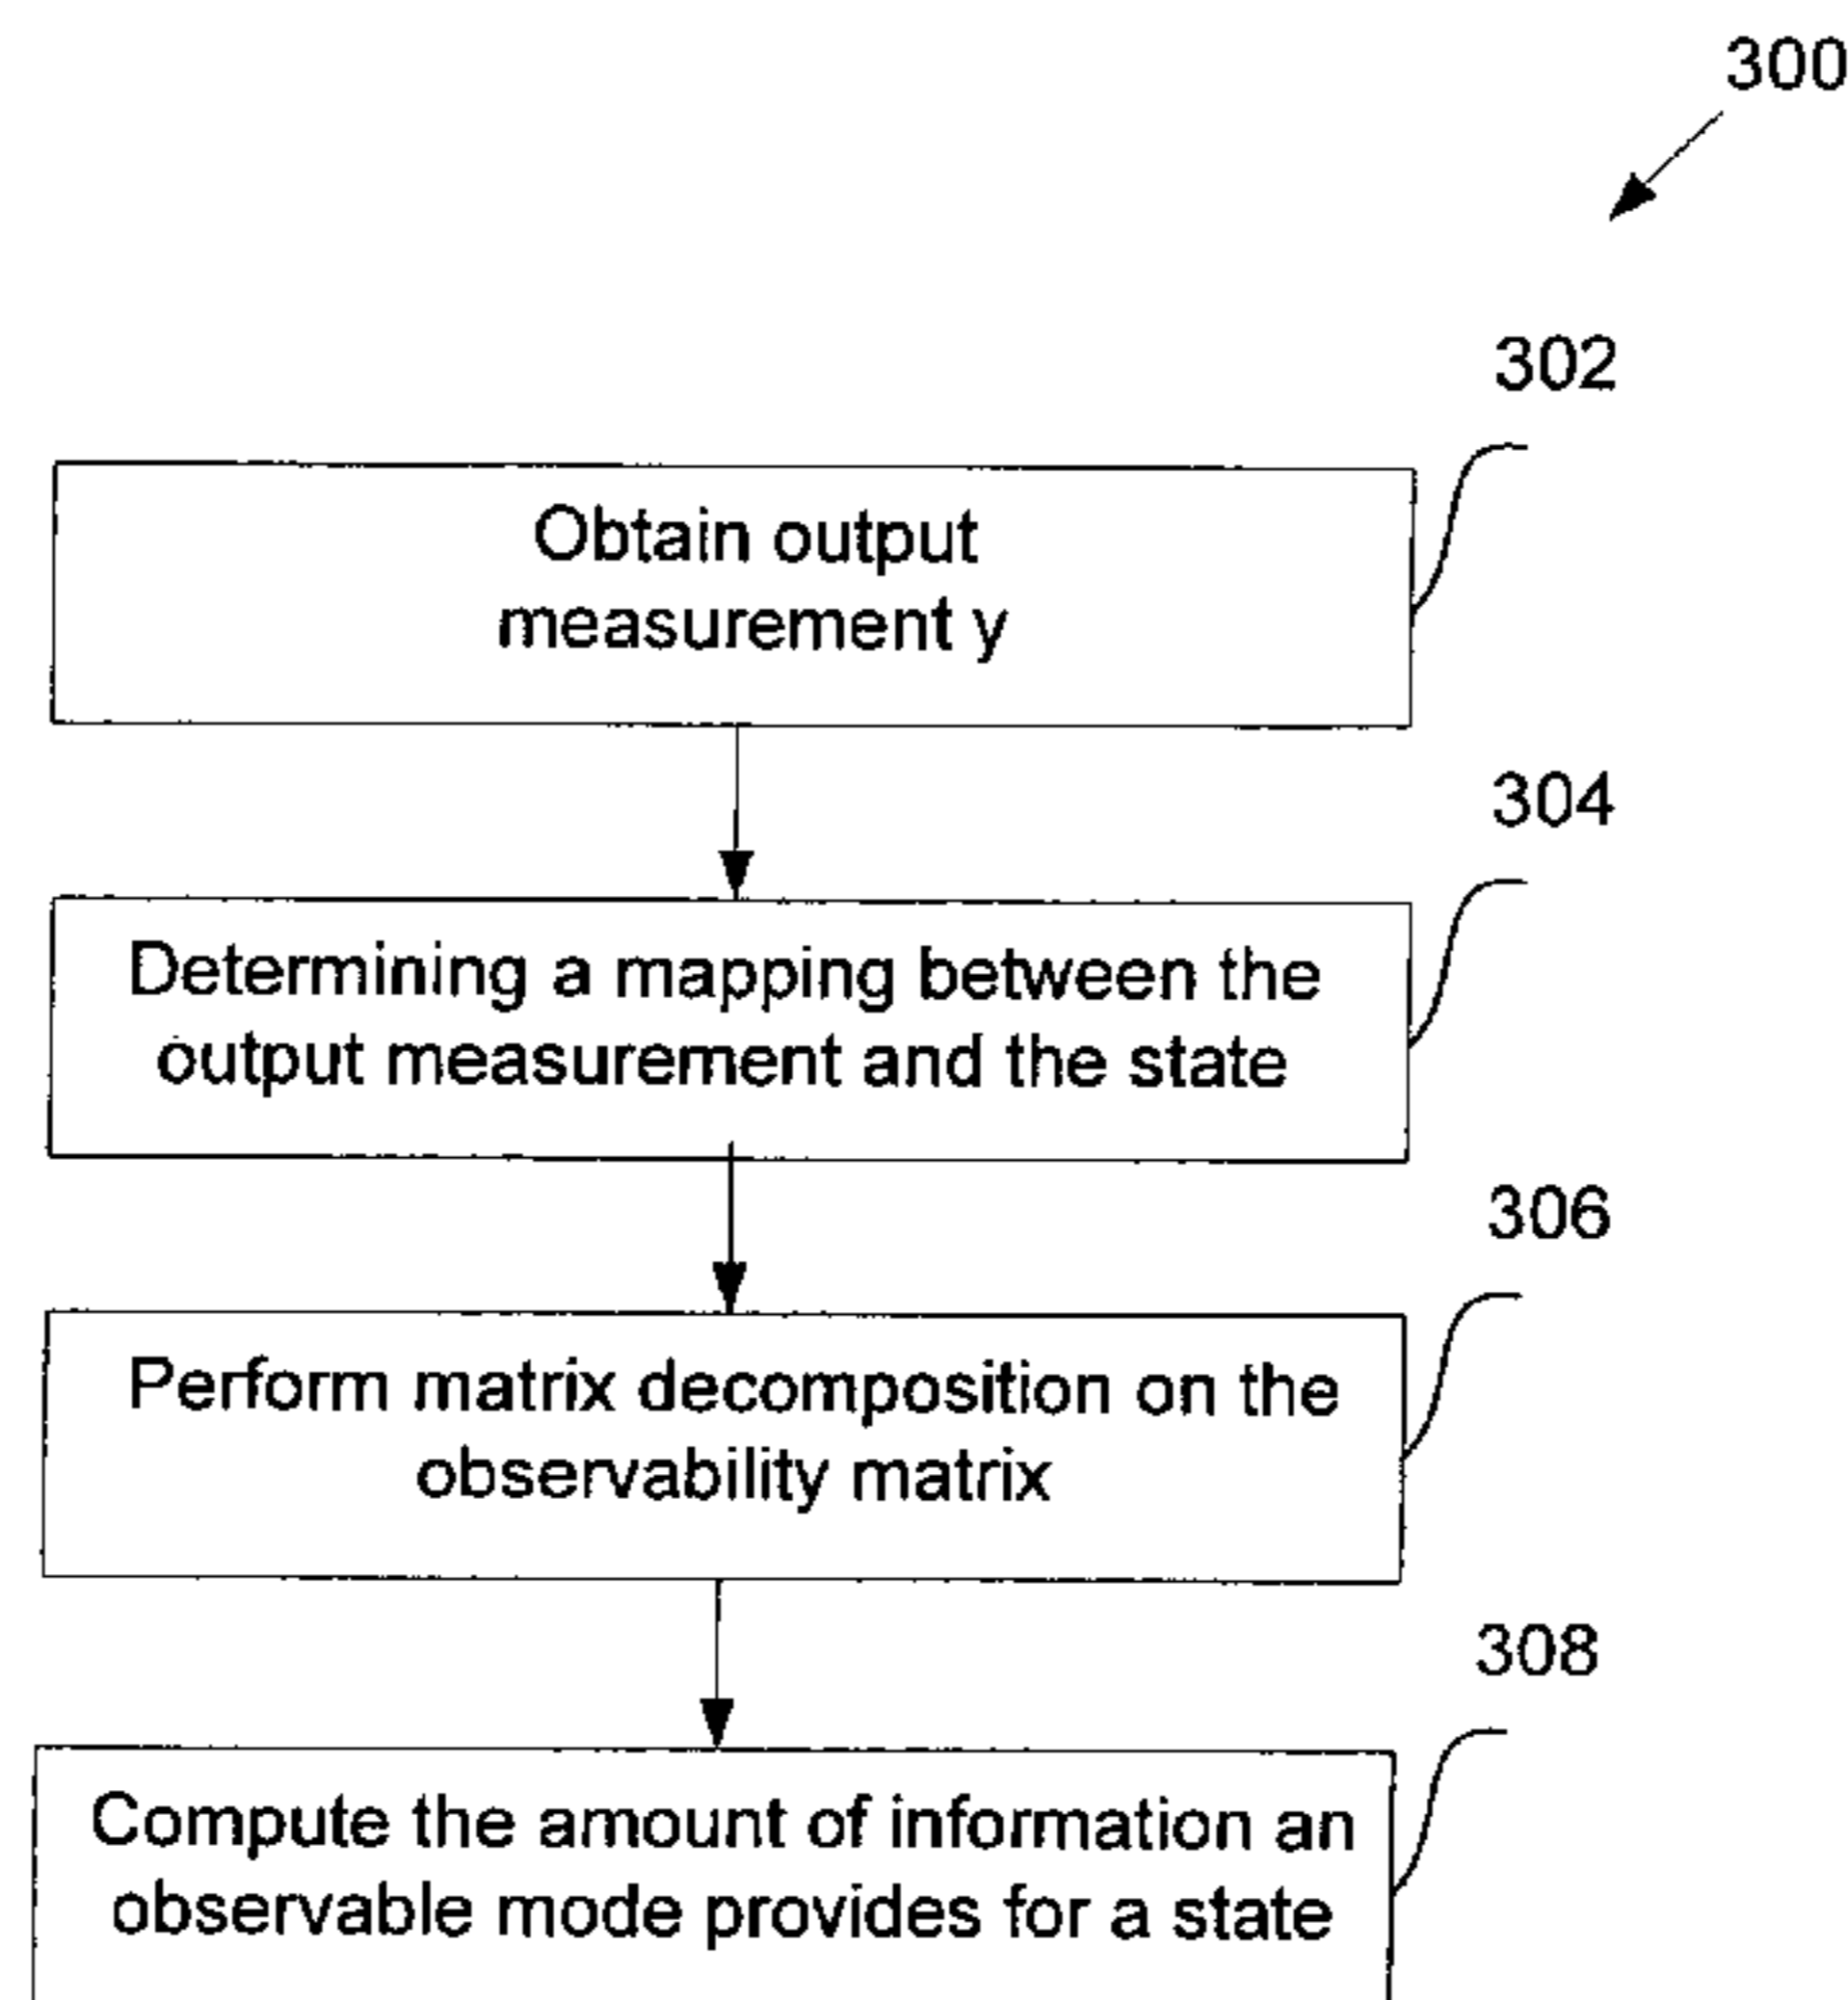 300
302
Obtain output
measurement y
304
Determining a mapping between the
output measurement and the state
306
Perform matrix decomposition on the
observability matrix
308
Compute the amount of information an
observable mode provides for a state